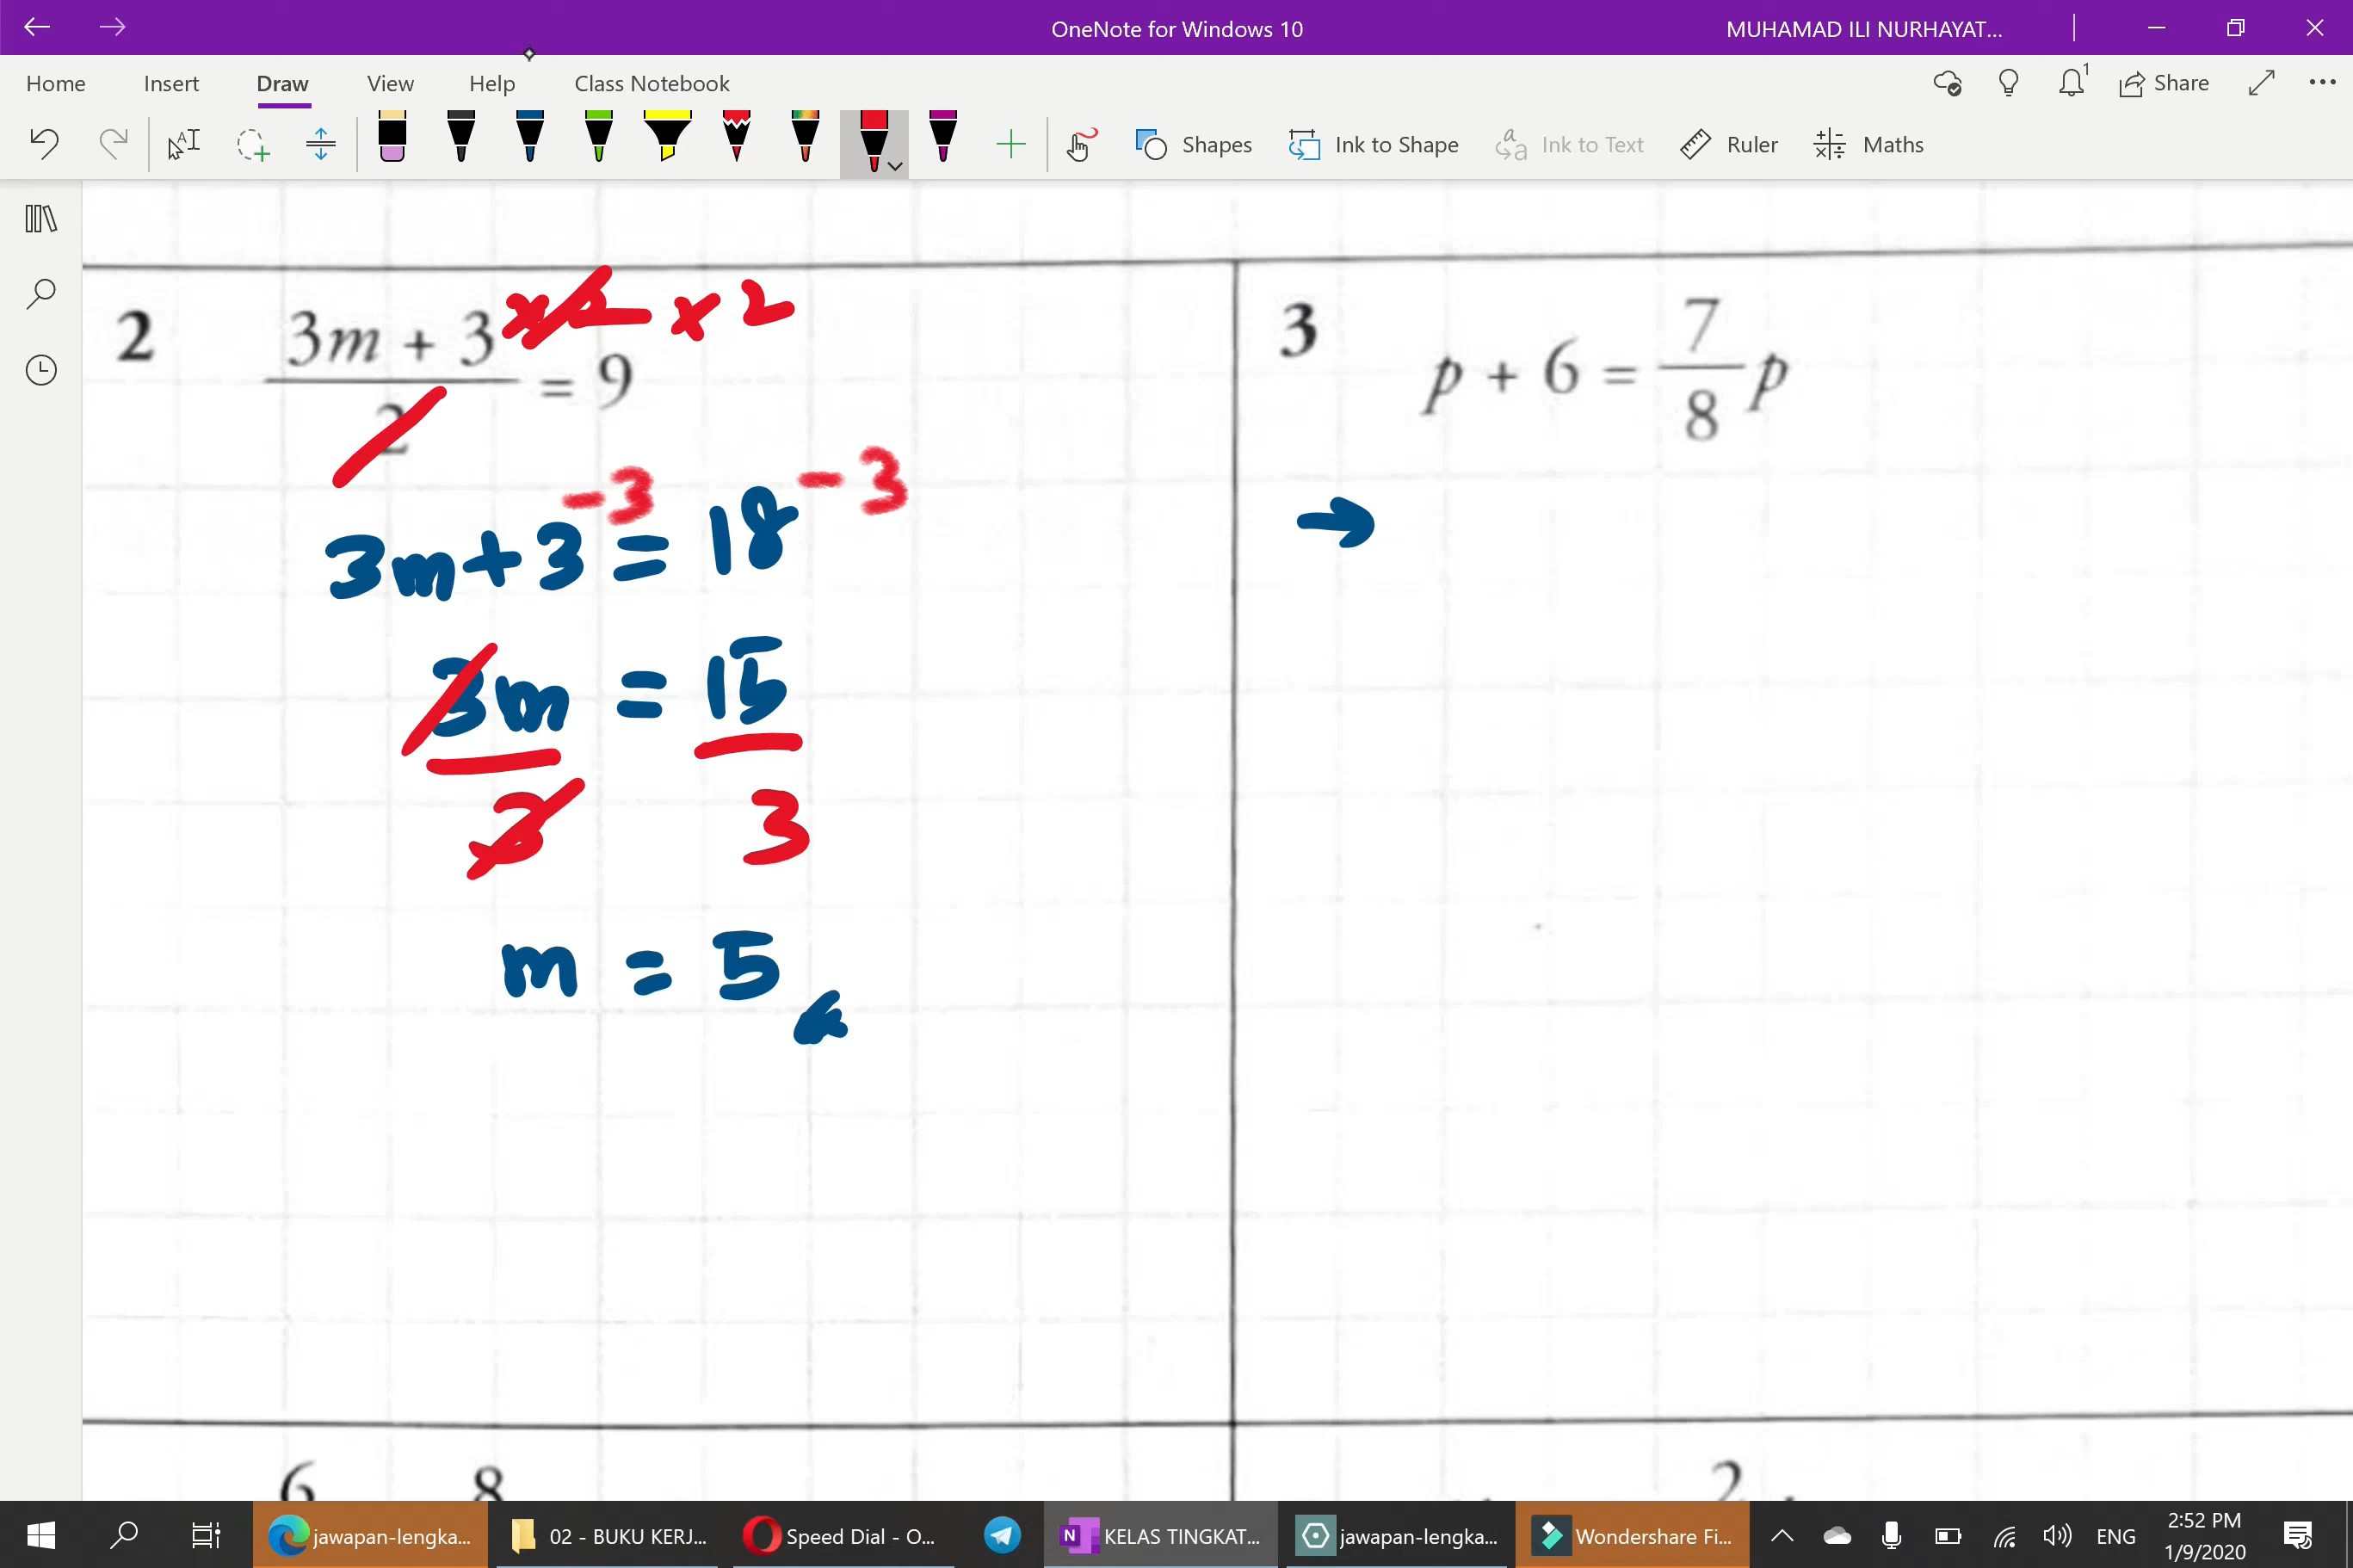 OneNote for Windows 10 MUHAMAD ILI NURHAYAT...
Home Insert Draw View Help Class Notebook 1 Share
Shapes Ink to Shape Ink to Text Ruler Maths
2 3m + 3 ×2 ×2
2 = 9
3m+3 -3 = 18 -3
3m = 15
3 3
m = 5
3 p + 6 = 7/8 p
→
6 8
2
jawapan-lengka... 02 - BUKU KERJ... Speed Dial - O... KELAS TINGKAT... jawapan-lengka... Wondershare Fi... ENG 2:52 PM
1/9/2020